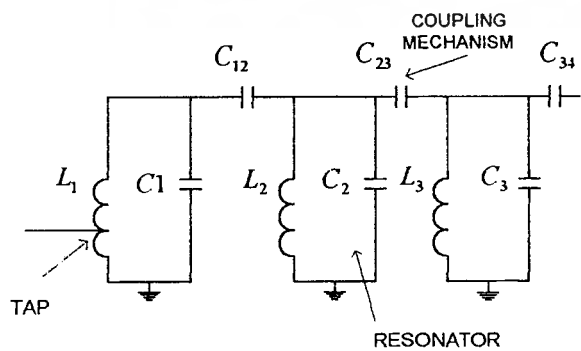 COUPLING
MECHANISM
C12 C23 C34
L1 C1 L2 C2 L3 C3
TAP
RESONATOR